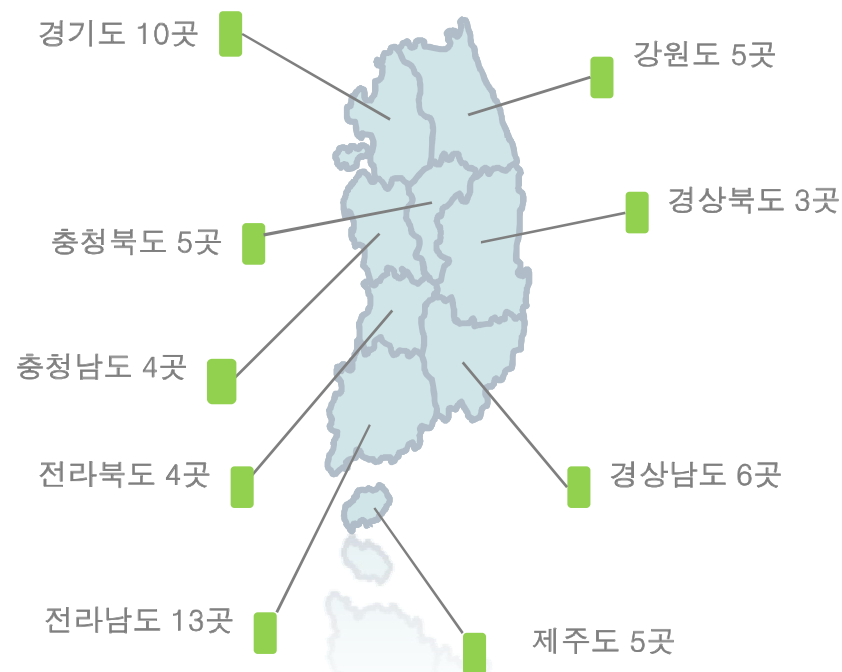 경기도 10곳
강원도 5곳
경상북도 3곳
충청북도 5곳
충청남도 4곳
전라북도 4곳
경상남도 6곳
전라남도 13곳
제주도 5곳